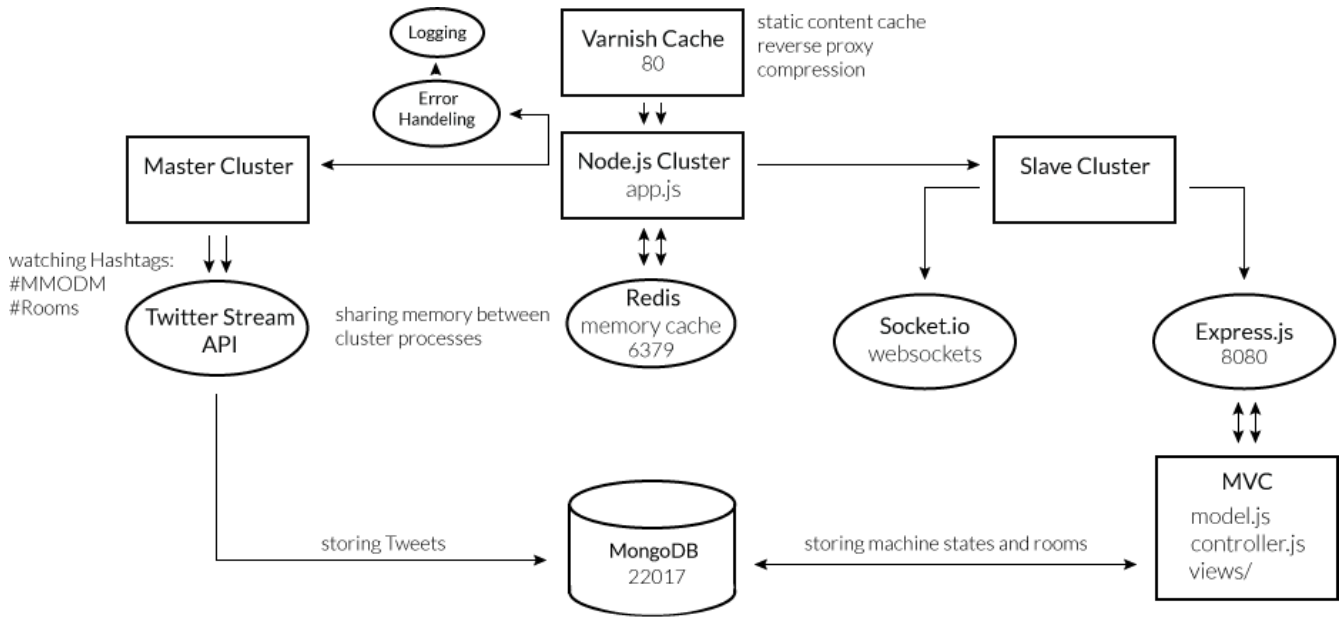 Logging
Error
Handeling
Varnish Cache
80
static content cache
reverse proxy
compression
Master Cluster
Node.js Cluster
app.js
Slave Cluster
watching Hashtags:
#MMODM
#Rooms
Twitter Stream
API
sharing memory between
cluster processes
Redis
memory cache
6379
Socket.io
websockets
Express.js
8080
storing Tweets
MongoDB
22017
storing machine states and rooms
MVC
model.js
controller.js
views/